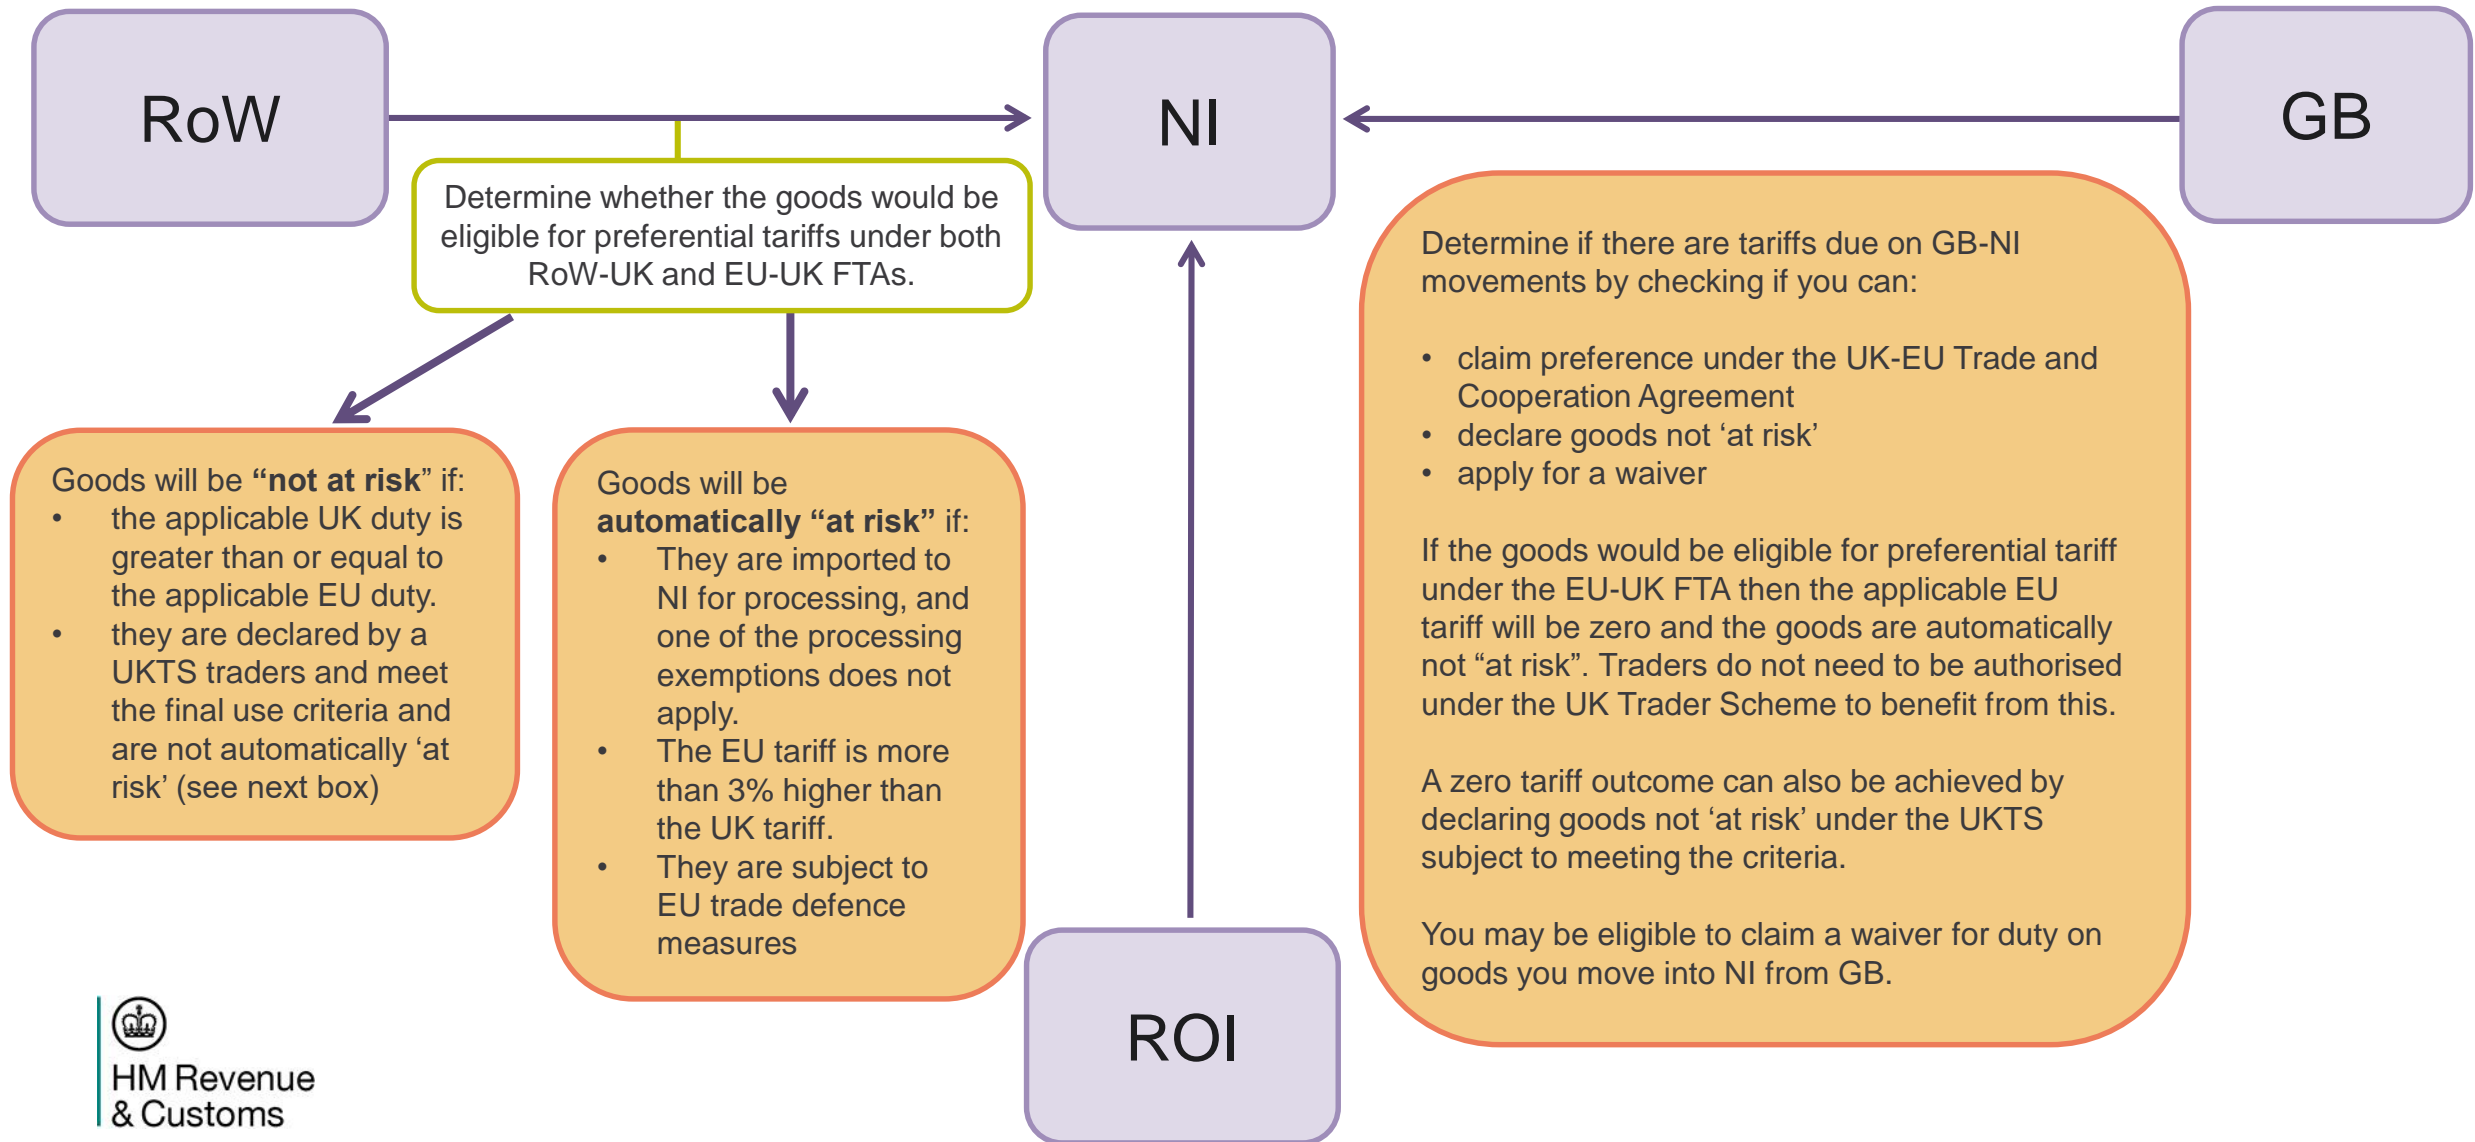 RoW
NI
GB
Determine whether the goods would be
eligible for preferential tariffs under both
RoW-UK and EU-UK FTAs.
Goods will be “not at risk” if:
• the applicable UK duty is
greater than or equal to
the applicable EU duty.
• they are declared by a
UKTS traders and meet
the final use criteria and
are not automatically ‘at
risk’ (see next box)
Goods will be
automatically “at risk” if:
• They are imported to
NI for processing, and
one of the processing
exemptions does not
apply.
• The EU tariff is more
than 3% higher than
the UK tariff.
• They are subject to
EU trade defence
measures
Determine if there are tariffs due on GB-NI
movements by checking if you can:
• claim preference under the UK-EU Trade and
Cooperation Agreement
• declare goods not ‘at risk’
• apply for a waiver
If the goods would be eligible for preferential tariff
under the EU-UK FTA then the applicable EU
tariff will be zero and the goods are automatically
not “at risk”. Traders do not need to be authorised
under the UK Trader Scheme to benefit from this.
A zero tariff outcome can also be achieved by
declaring goods not ‘at risk’ under the UKTS
subject to meeting the criteria.
You may be eligible to claim a waiver for duty on
goods you move into NI from GB.
ROI
HM Revenue
& Customs